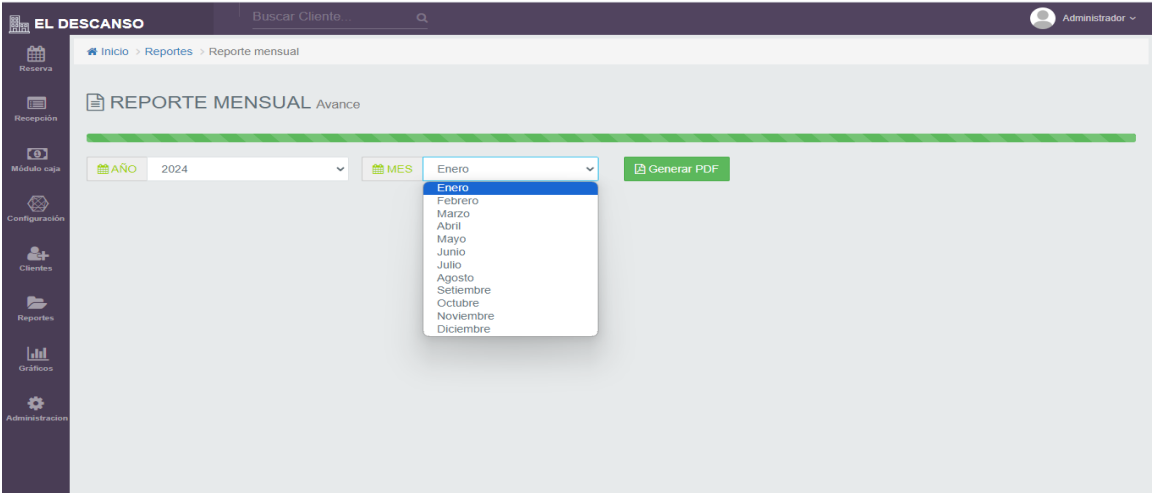 EL DESCANSO
Buscar Cliente...
Administrador
Inicio > Reportes > Reporte mensual
Reserva
Recepción
Módulo caja
Configuración
Clientes
Reportes
Gráficos
Administracion
REPORTE MENSUAL Avance
AÑO 2024 MES Enero Generar PDF
Enero
Febrero
Marzo
Abril
Mayo
Junio
Julio
Agosto
Setiembre
Octubre
Noviembre
Diciembre